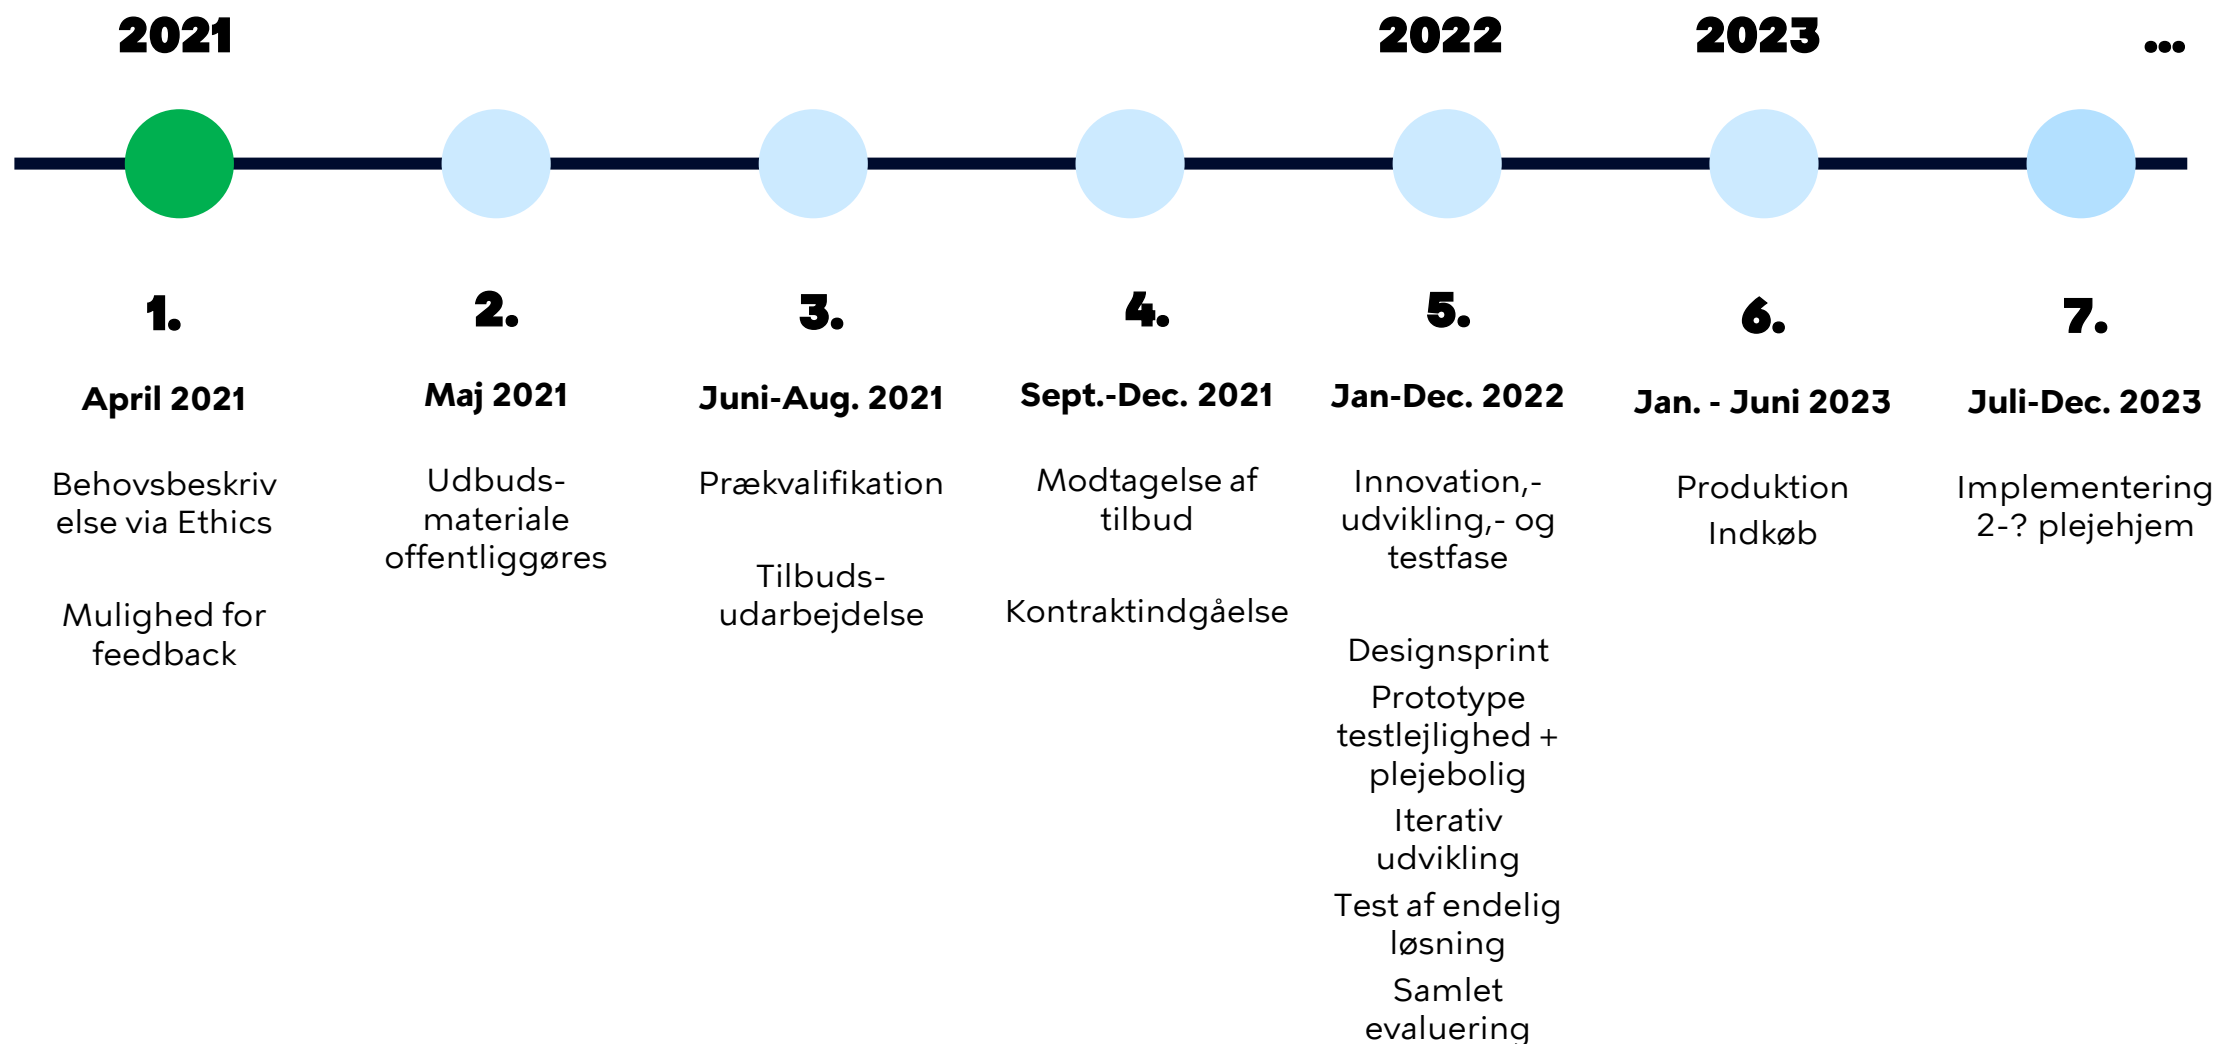 2021
2022
2023
...
1.
April 2021
Behovsbeskriv
else via Ethics
Mulighed for
feedback
2.
Maj 2021
Udbuds-
materiale
offentliggøres
3.
Juni-Aug. 2021
Prækvalifikation
Tilbuds-
udarbejdelse
4.
Sept.-Dec. 2021
Modtagelse af
tilbud
Kontraktindgåelse
5.
Jan-Dec. 2022
Innovation,-
udvikling,- og
testfase
Designsprint
Prototype
testlejlighed +
plejebolig
Iterativ
udvikling
Test af endelig
løsning
Samlet
evaluering
6.
Jan. - Juni 2023
Produktion
Indkøb
7.
Juli-Dec. 2023
Implementering
2-? plejehjem